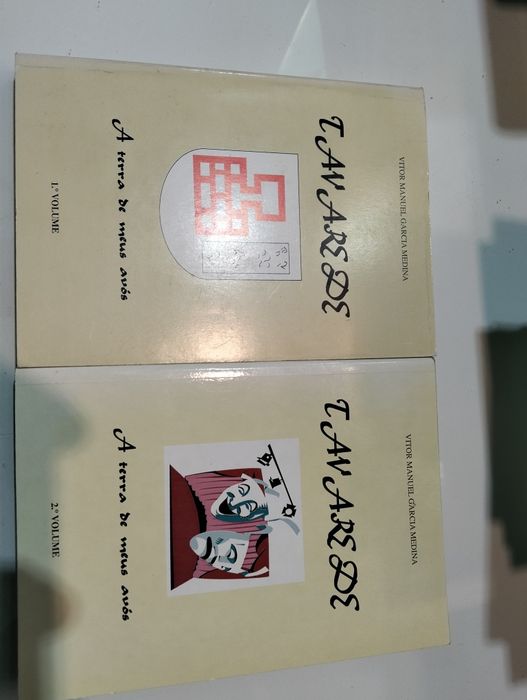 VITOR MANUEL GARCIA MEDINA
TAVAREDE
A terra de meus avós
1.º VOLUME
VITOR MANUEL GARCIA MEDINA
TAVAREDE
A terra de meus avós
2.º VOLUME